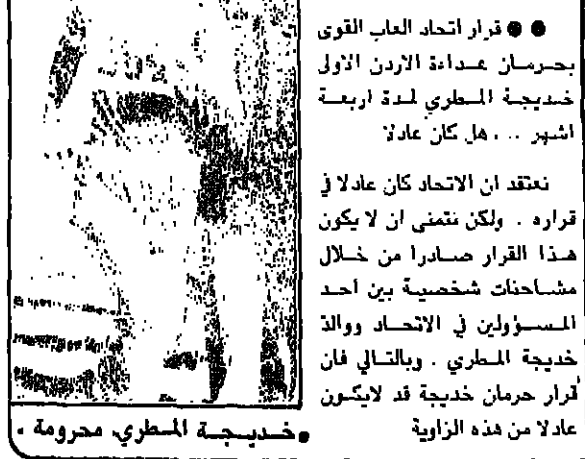 ● ● قرار اتحاد العاب القوى
بحرمان عداءة الاردن الاولى
خديجة المطري لمدة اربعة
اشهر ... هل كان عادلا
نعتقد ان الاتحاد كان عادلا في
قراره . ولكن نتمنى ان لا يكون
هذا القرار صادرا من خلال
مشاحنات شخصية بين احد
المسؤولين في الاتحاد ووالد
خديجة المطري . وبالتالي فان
قرار حرمان خديجة قد لايكون
عادلا من هذه الزاوية
●خديجة المطري، محرومة .